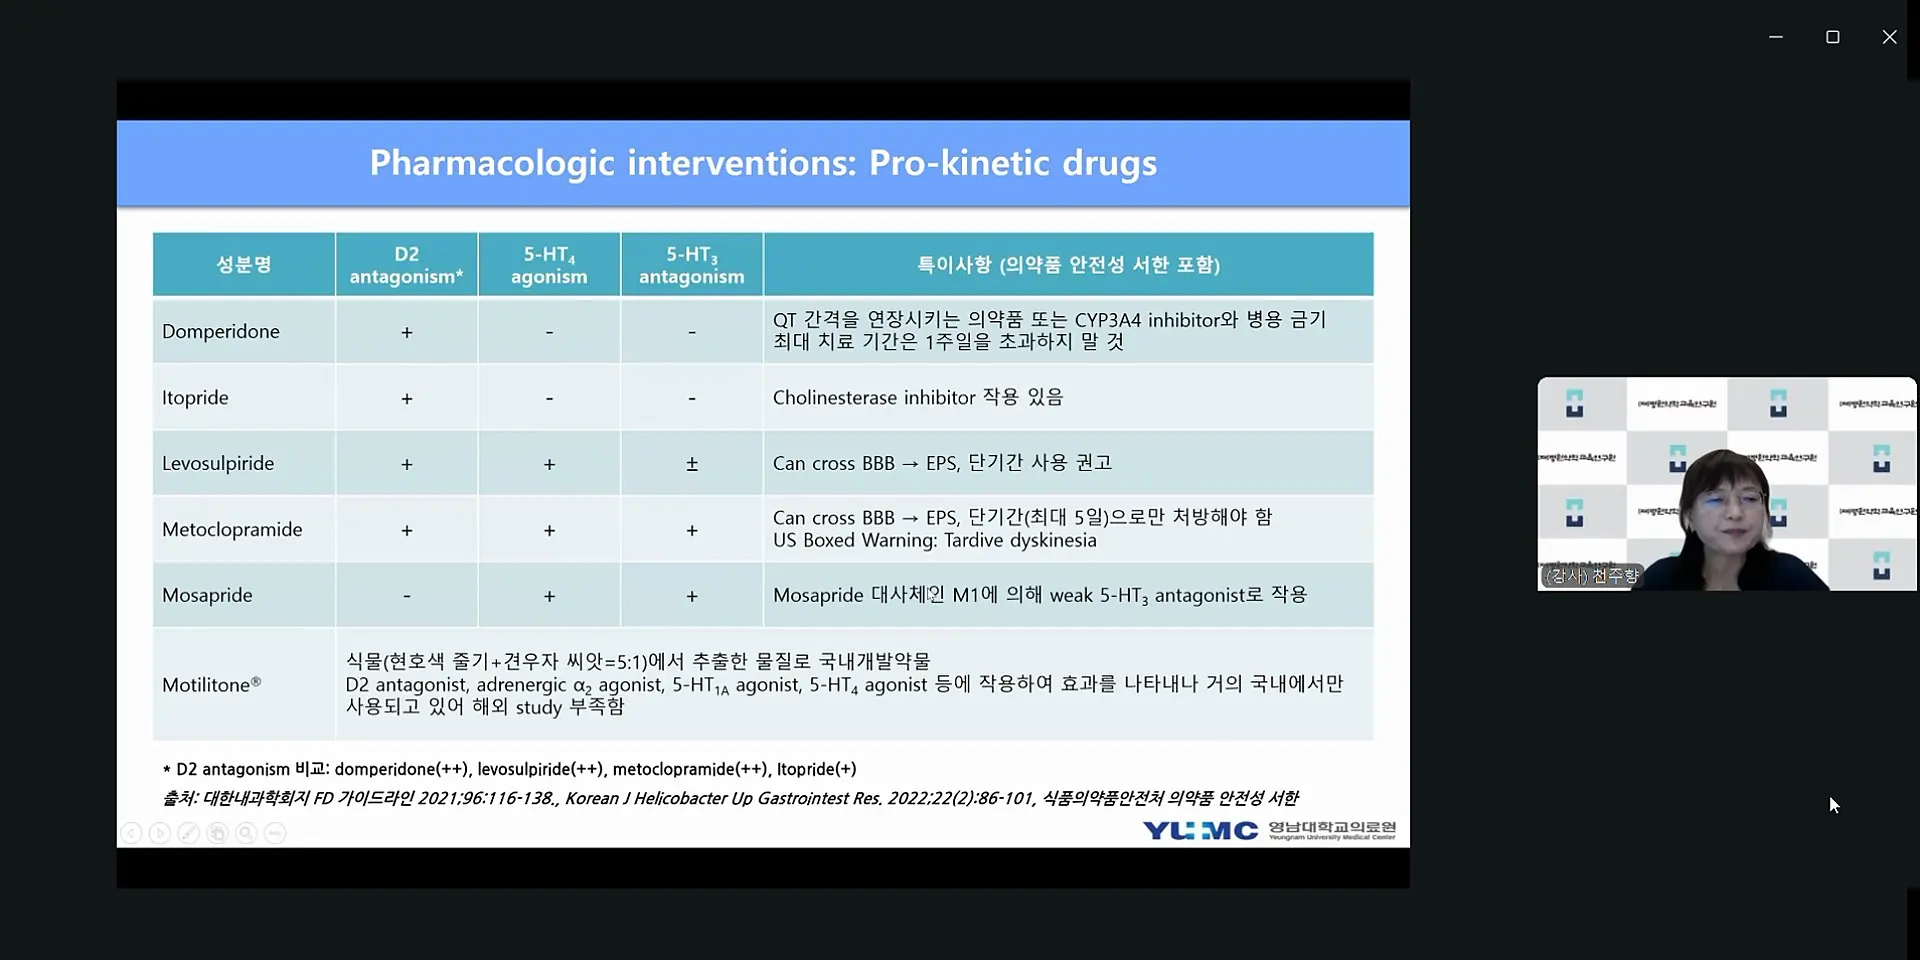 Pharmacologic interventions: Pro-kinetic drugs
성분명
D2
antagonism*
5-HT₄
agonism
5-HT₃
antagonism
특이사항 (의약품 안전성 서한 포함)
Domperidone
+
-
-
QT 간격을 연장시키는 의약품 또는 CYP3A4 inhibitor와 병용 금기
최대 치료 기간은 1주일을 초과하지 말 것
Itopride
+
-
-
Cholinesterase inhibitor 작용 있음
Levosulpiride
+
+
±
Can cross BBB → EPS, 단기간 사용 권고
Metoclopramide
+
+
+
Can cross BBB → EPS, 단기간(최대 5일)으로만 처방해야 함
US Boxed Warning: Tardive dyskinesia
Mosapride
-
+
+
Mosapride 대사체인 M1에 의해 weak 5-HT₃ antagonist로 작용
Motilitone®
식물(현호색 줄기+견우자 씨앗=5:1)에서 추출한 물질로 국내개발약물
D2 antagonist, adrenergic α₂ agonist, 5-HT₁A agonist, 5-HT₄ agonist 등에 작용하여 효과를 나타내나 거의 국내에서만
사용되고 있어 해외 study 부족함
* D2 antagonism 비교: domperidone(++), levosulpiride(++), metoclopramide(++), Itopride(+)
출처: 대한내과학회지 FD 가이드라인 2021;96:116-138., Korean J Helicobacter Up Gastrointest Res. 2022;22(2):86-101, 식품의약품안전처 의약품 안전성 서한
YUMC 영남대학교의료원
Yeungnam University Medical Center
(강사) 천주향